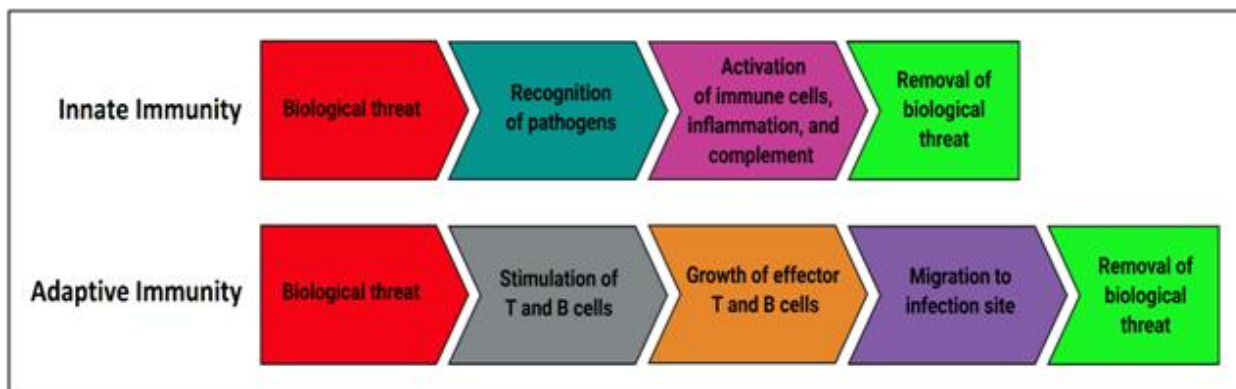 Innate Immunity
Biological threat
Recognition
of pathogens
Activation
of immune cells,
inflammation, and
complement
Removal of
biological
threat
Adaptive Immunity
Biological threat
Stimulation of
T and B cells
Growth of effector
T and B cells
Migration to
infection site
Removal of
biological
threat